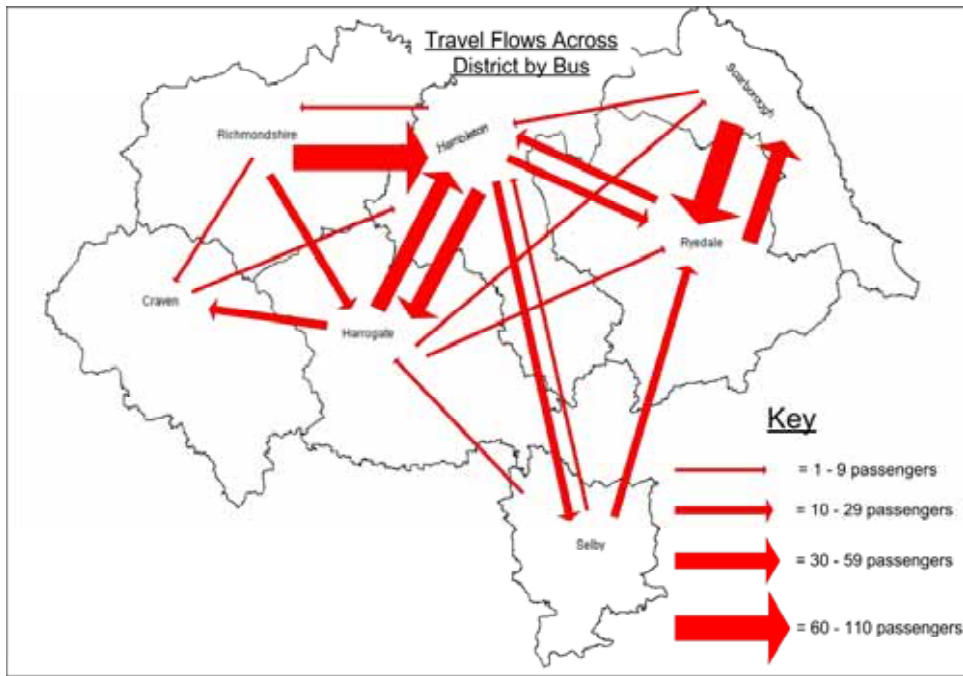 Travel Flows Across
District by Bus
Scarborough
Richmondshire
Hambleton
Ryedale
Craven
Harrogate
Selby
Key
= 1 - 9 passengers
= 10 - 29 passengers
= 30 - 59 passengers
= 60 - 110 passengers